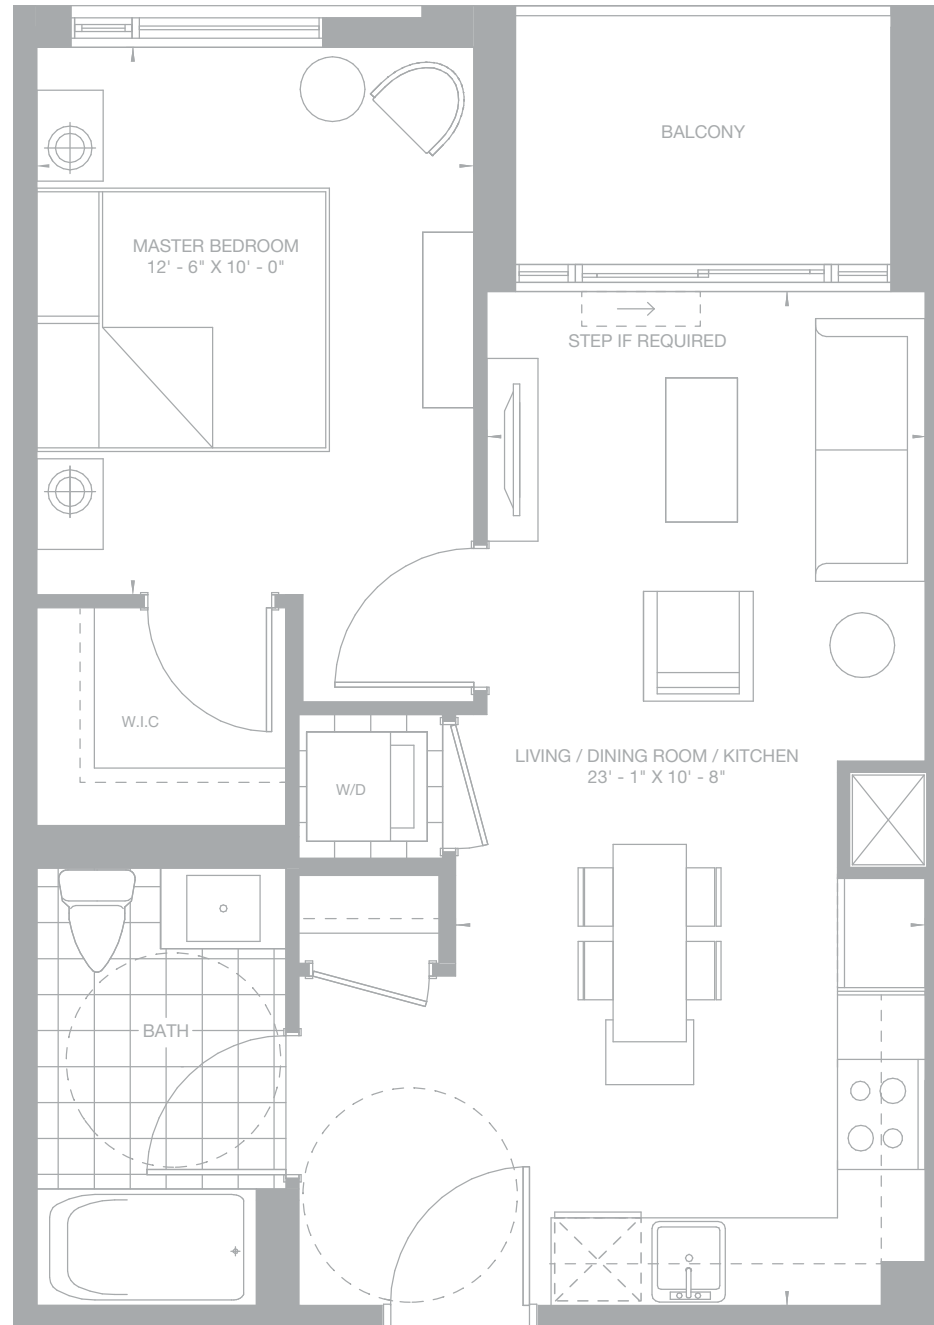 BALCONY
MASTER BEDROOM
12' - 6" X 10' - 0"
STEP IF REQUIRED
W.I.C
LIVING / DINING ROOM / KITCHEN
23' - 1" X 10' - 8"
W/D
BATH